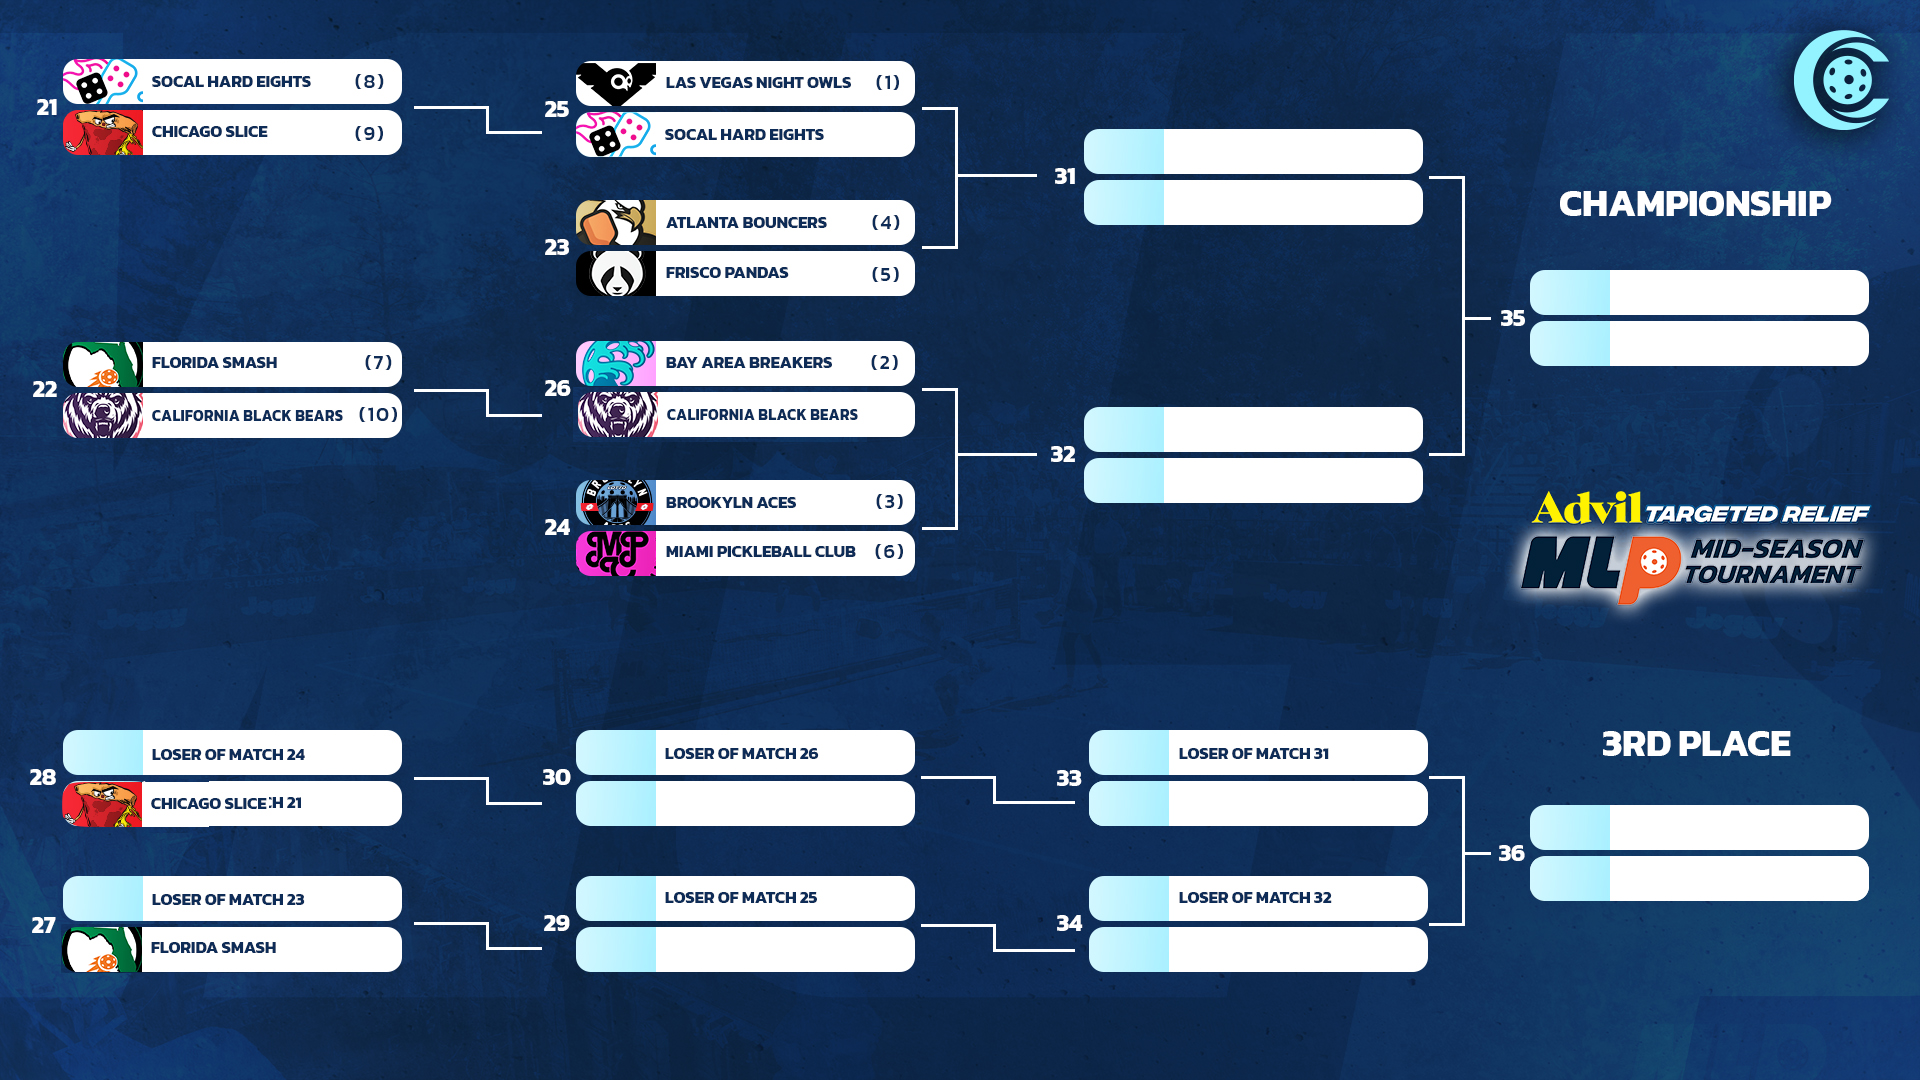 21
SOCAL HARD EIGHTS (8)
CHICAGO SLICE (9)
25
LAS VEGAS NIGHT OWLS (1)
SOCAL HARD EIGHTS
23
ATLANTA BOUNCERS (4)
FRISCO PANDAS (5)
31
22
FLORIDA SMASH (7)
CALIFORNIA BLACK BEARS (10)
26
BAY AREA BREAKERS (2)
CALIFORNIA BLACK BEARS
24
BROOKYLN ACES (3)
MIAMI PICKLEBALL CLUB (6)
32
CHAMPIONSHIP
35
Advil TARGETED RELIEF
MLP MID-SEASON
TOURNAMENT
28
LOSER OF MATCH 24
CHICAGO SLICE:H 21
30
LOSER OF MATCH 26
33
LOSER OF MATCH 31
27
LOSER OF MATCH 23
FLORIDA SMASH
29
LOSER OF MATCH 25
34
LOSER OF MATCH 32
3RD PLACE
36